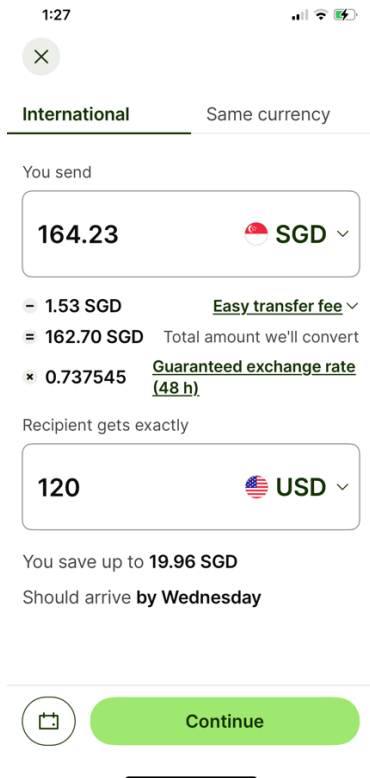 1:27
International Same currency
You send
164.23 SGD
− 1.53 SGD Easy transfer fee
= 162.70 SGD Total amount we'll convert
× 0.737545 Guaranteed exchange rate
(48 h)
Recipient gets exactly
120 USD
You save up to 19.96 SGD
Should arrive by Wednesday
Continue